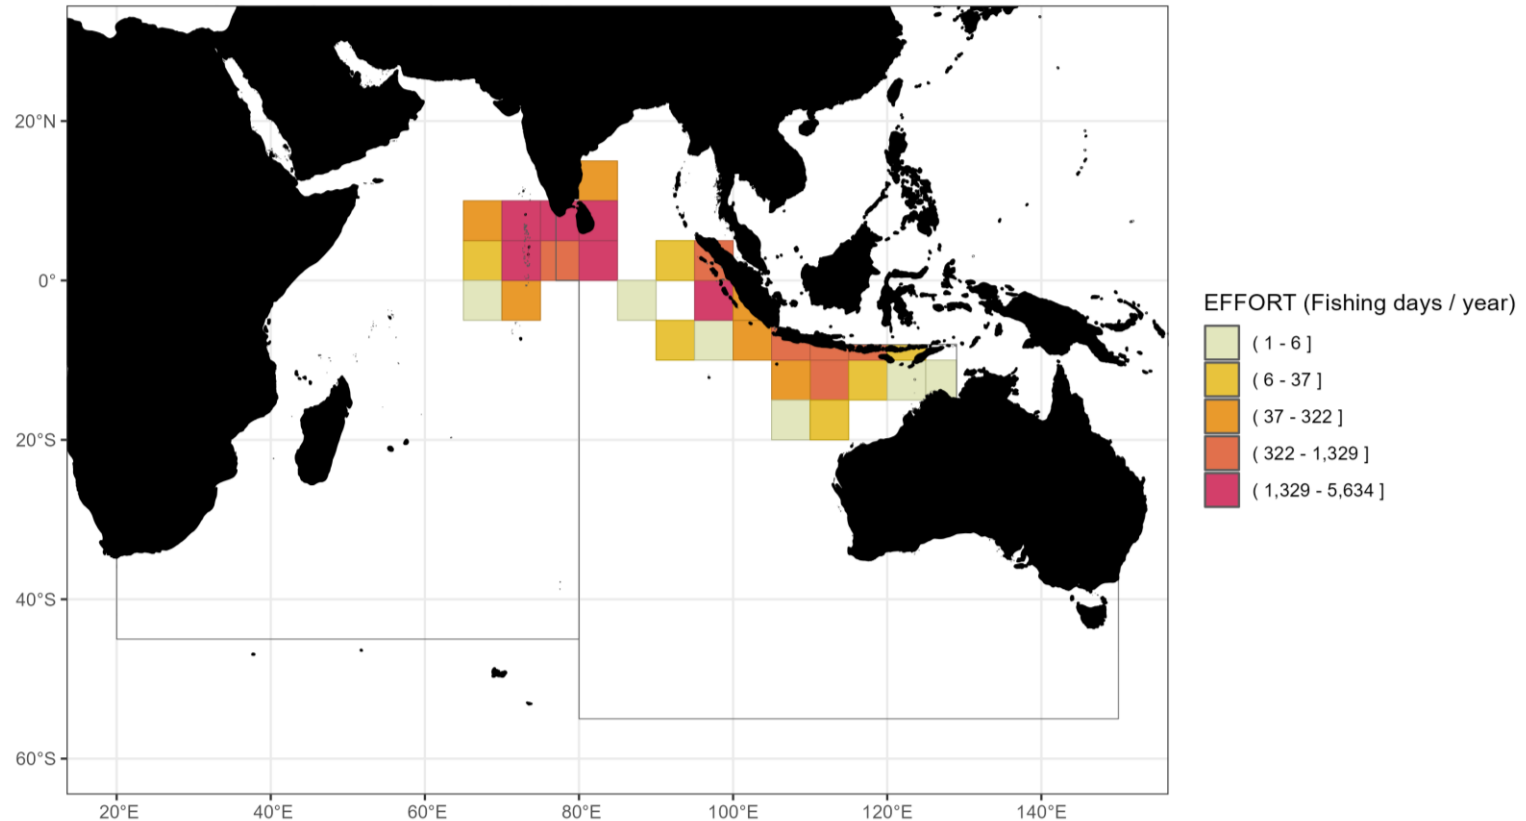 20°N
0°
20°S
40°S
60°S
20°E 40°E 60°E 80°E 100°E 120°E 140°E
EFFORT (Fishing days / year)
( 1 - 6 ]
( 6 - 37 ]
( 37 - 322 ]
( 322 - 1,329 ]
( 1,329 - 5,634 ]